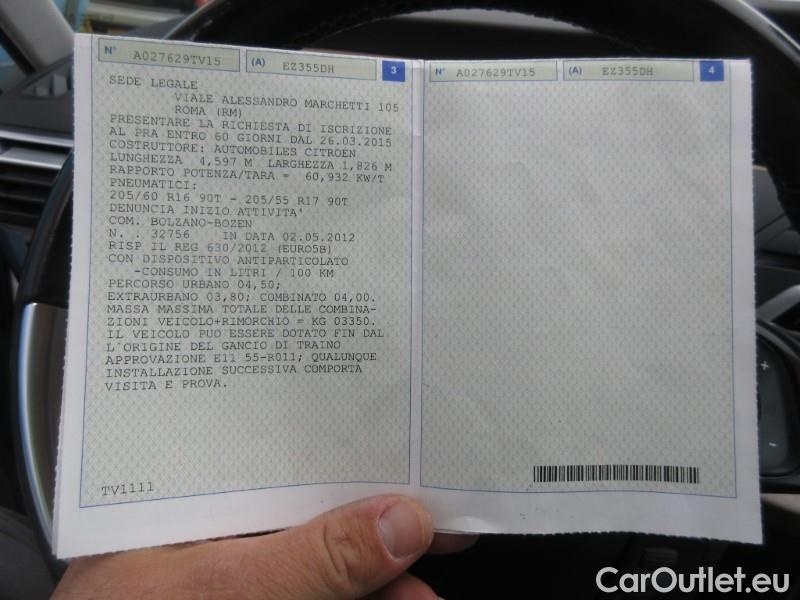 N° A027629TV15 (A) EZ355DH 3
SEDE LEGALE
VIALE ALESSANDRO MARCHETTI 105
ROMA (RM)
PRESENTARE LA RICHIESTA DI ISCRIZIONE
AL PRA ENTRO 60 GIORNI DAL 26.03.2015
COSTRUTTORE: AUTOMOBILES CITROEN
LUNGHEZZA 4,597 M LARGHEZZA 1,826 M
RAPPORTO POTENZA/TARA = 60,932 KW/T
PNEUMATICI:
205/60 R16 90T - 205/55 R17 90T
DENUNCIA INIZIO ATTIVITA'
COM. BOLZANO-BOZEN
N. . 32756 IN DATA 02.05.2012
RISP IL REG 630/2012 (EURO5B)
CON DISPOSITIVO ANTIPARTICOLATO
-CONSUMO IN LITRI / 100 KM
PERCORSO URBANO 04,50;
EXTRAURBANO 03,80; COMBINATO 04,00.
MASSA MASSIMA TOTALE DELLE COMBINA-
ZIONI VEICOLO+RIMORCHIO = KG 03350.
IL VEICOLO PUO ESSERE DOTATO FIN DAL
L'ORIGINE DEL GANCIO DI TRAINO
APPROVAZIONE E11 55-R011; QUALUNQUE
INSTALLAZIONE SUCCESSIVA COMPORTA
VISITA E PROVA.
TV1111
N° A027629TV15 (A) EZ355DH 4
CarOutlet.eu